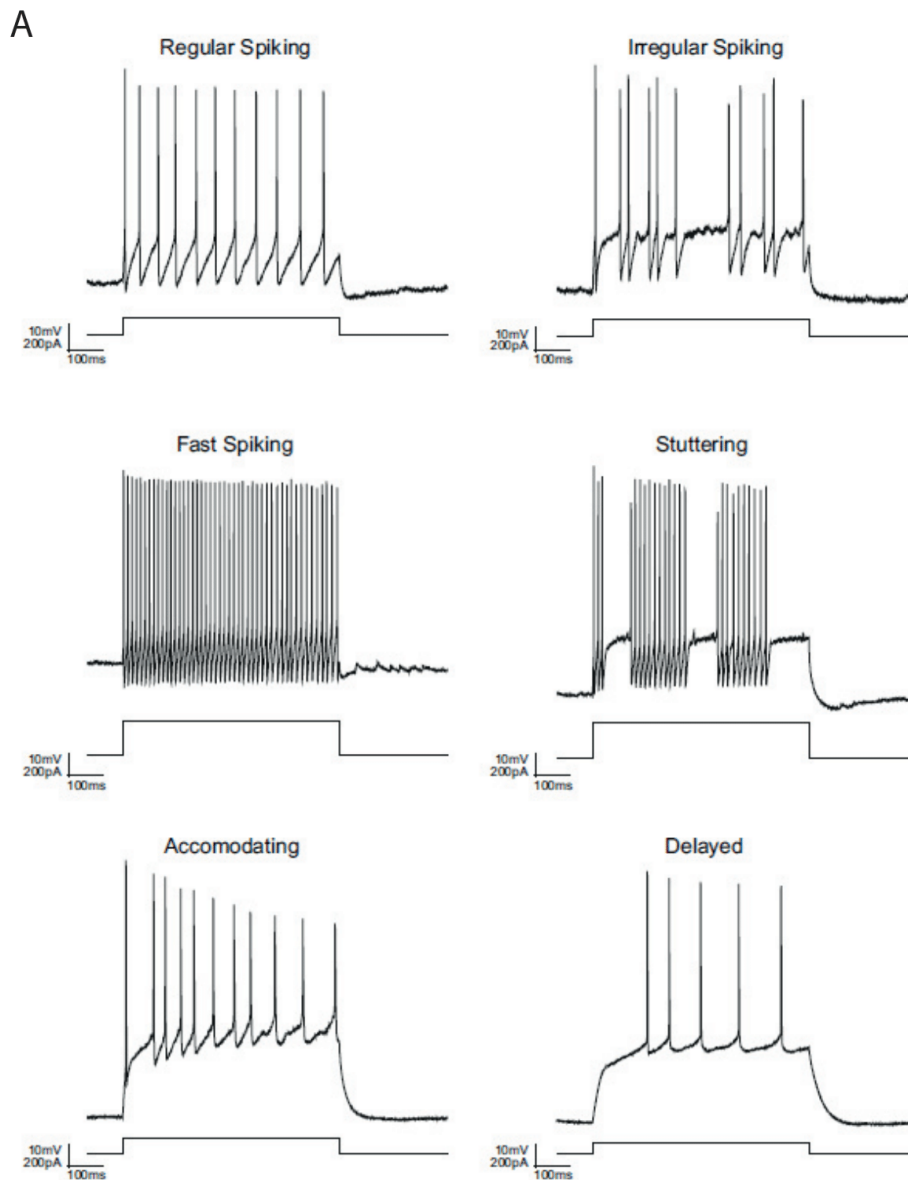 A
Regular Spiking
Irregular Spiking
10mV
200pA
100ms
10mV
200pA
100ms
Fast Spiking
Stuttering
10mV
200pA
100ms
10mV
200pA
100ms
Accomodating
Delayed
10mV
200pA
100ms
10mV
200pA
100ms